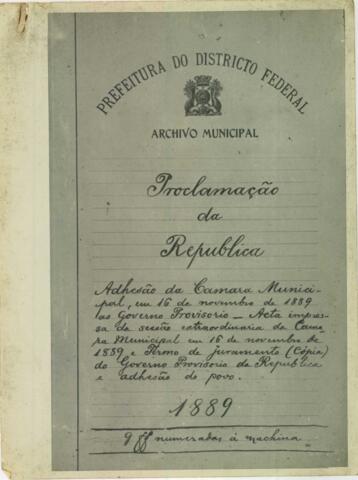 PREFEITURA DO DISTRICTO FEDERAL
ARCHIVO MUNICIPAL
Proclamação
da
Republica
Adhesão da Camara Munici-
pal, em 16 de novembro de 1889
ao Governo Provisorio _ Acta impres-
sa da sessão extraordinaria da Cama-
ra Municipal em 16 de novembro de
1889 e Termo de juramento (Cópia)
do Governo Provisorio da Republica
e adhesão do povo.
1889
9 ff numeradas á machina